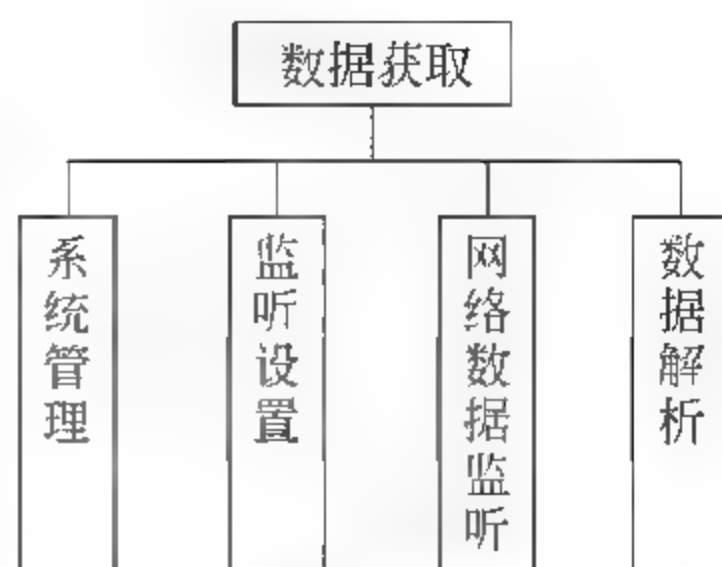 数据获取
系统管理
监听设置
网络数据监听
数据解析